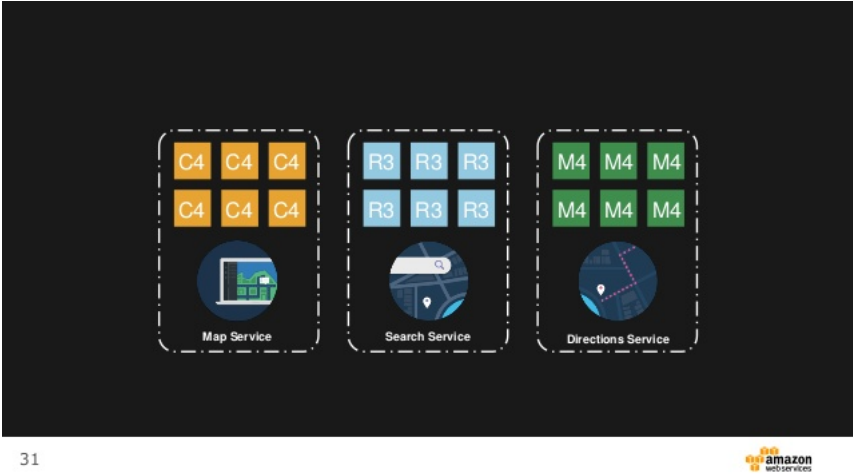 C4 C4 C4
C4 C4 C4
Map Service
R3 R3 R3
R3 R3 R3
Search Service
M4 M4 M4
M4 M4 M4
Directions Service
31
amazon
webservices